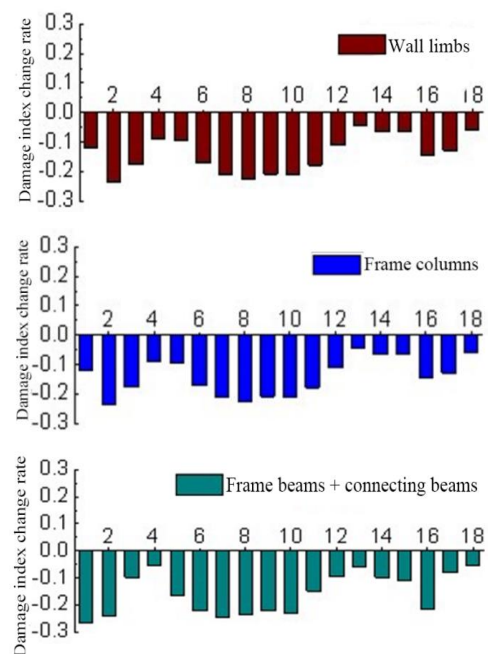 0.3
Wall limbs
0.2
0.1
2 4 6 8 10 12 14 16 18
0.0
-0.1
-0.2
-0.3
Damage index change rate
0.3
Frame columns
0.2
0.1
2 4 6 8 10 12 14 16 18
0.0
-0.1
-0.2
-0.3
Damage index change rate
0.3
Frame beams + connecting beams
0.2
0.1
2 4 6 8 10 12 14 16 18
0.0
-0.1
-0.2
-0.3
Damage index change rate